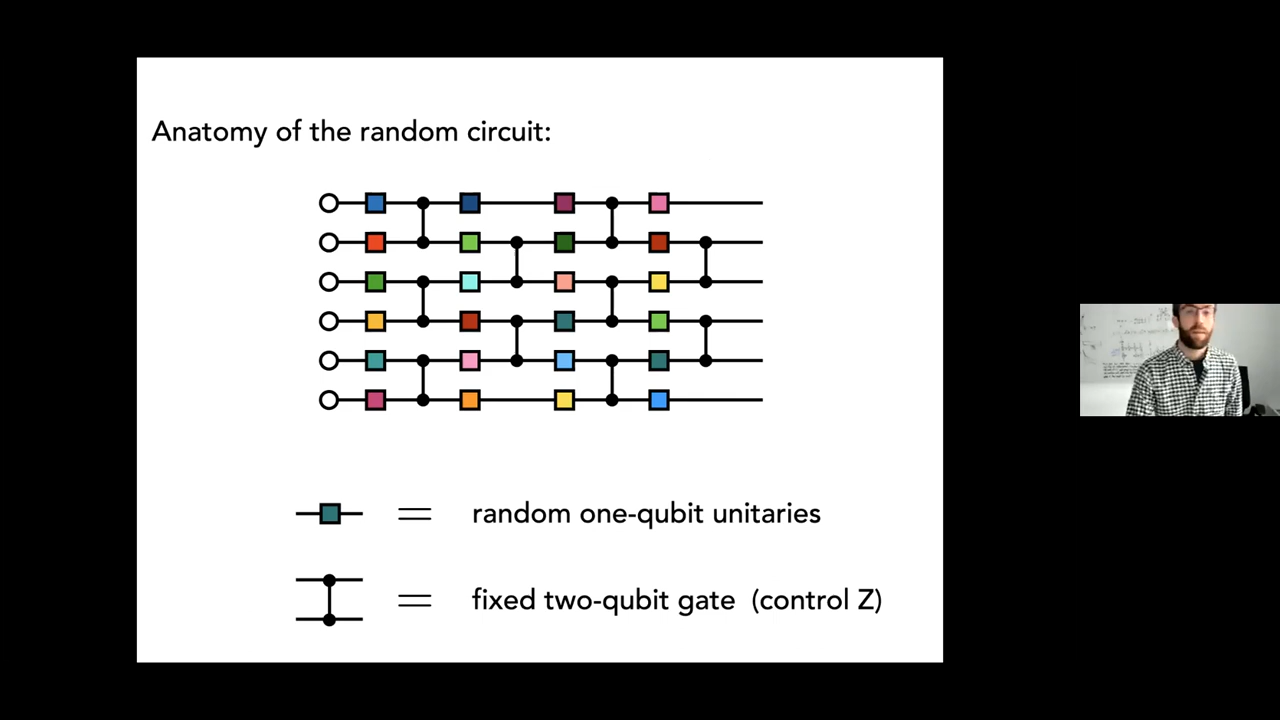 Anatomy of the random circuit:
= random one-qubit unitaries
= fixed two-qubit gate (control Z)